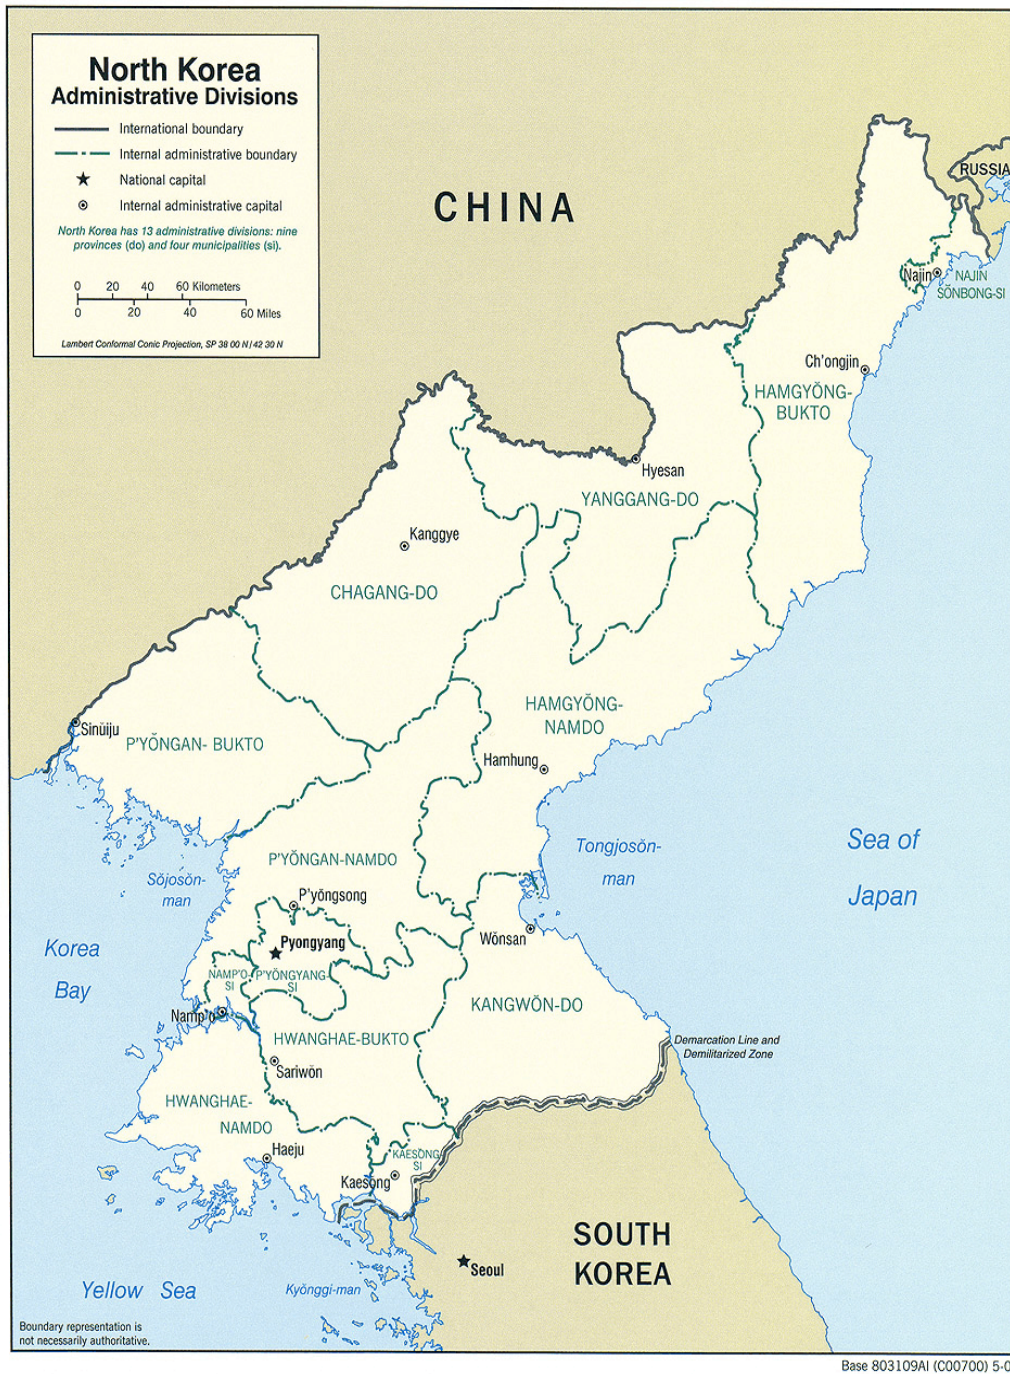 North Korea
Administrative Divisions
International boundary
Internal administrative boundary
National capital
Internal administrative capital
North Korea has 13 administrative divisions: nine
provinces (do) and four municipalities (si).
0 20 40 60 Kilometers
0 20 40 60 Miles
Lambert Conformal Conic Projection, SP 38 00 N / 42 30 N
CHINA
RUSSIA
Najin
NAJIN
SŎNBONG-SI
Ch'ongjin
HAMGYŎNG-
BUKTO
Hyesan
YANGGANG-DO
Kanggye
CHAGANG-DO
HAMGYŎNG-
NAMDO
Sinŭiju
P'YŎNGAN- BUKTO
Hamhung
Tongjosŏn-
man
Sea of
Japan
P'YŎNGAN-NAMDO
Sŏjosŏn-
man
P'yŏngsong
Wŏnsan
Pyongyang
Korea
Bay
NAMP'O-
SI
P'YŎNGYANG-
SI
KANGWŎN-DO
Namp'o
HWANGHAE-BUKTO
Demarcation Line and
Demilitarized Zone
Sariwŏn
HWANGHAE-
NAMDO
Haeju
KAESŎNG-
SI
Kaesŏng
SOUTH
KOREA
Seoul
Yellow Sea
Kyŏnggi-man
Boundary representation is
not necessarily authoritative.
Base 803109AI (C00700) 5-0